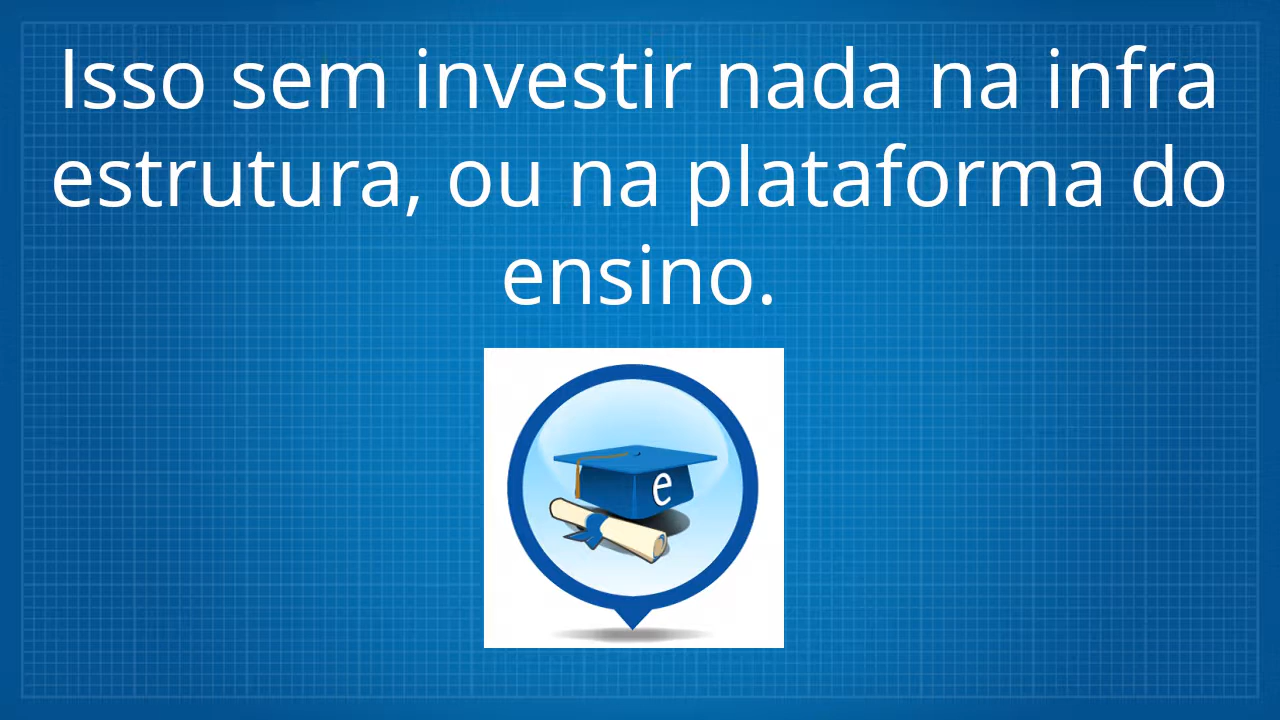 Isso sem investir nada na infra
estrutura, ou na plataforma do
ensino.
e